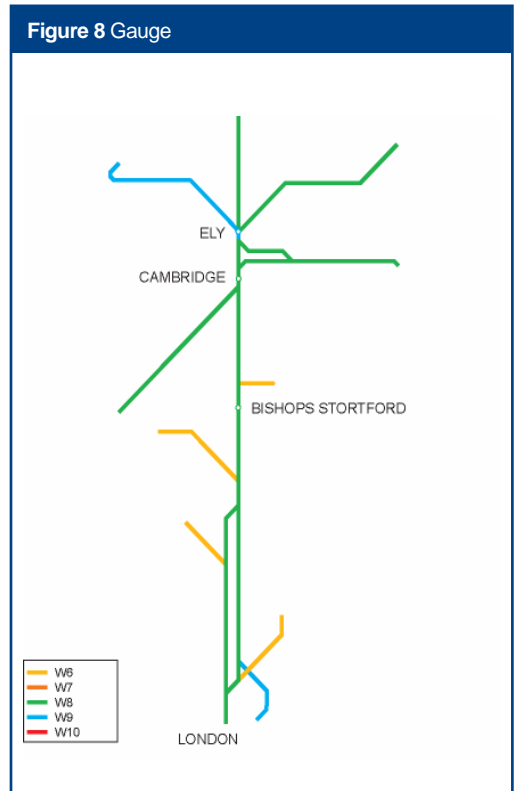 Figure 8 Gauge
ELY
CAMBRIDGE
BISHOPS STORTFORD
W6
W7
W8
W9
W10
LONDON